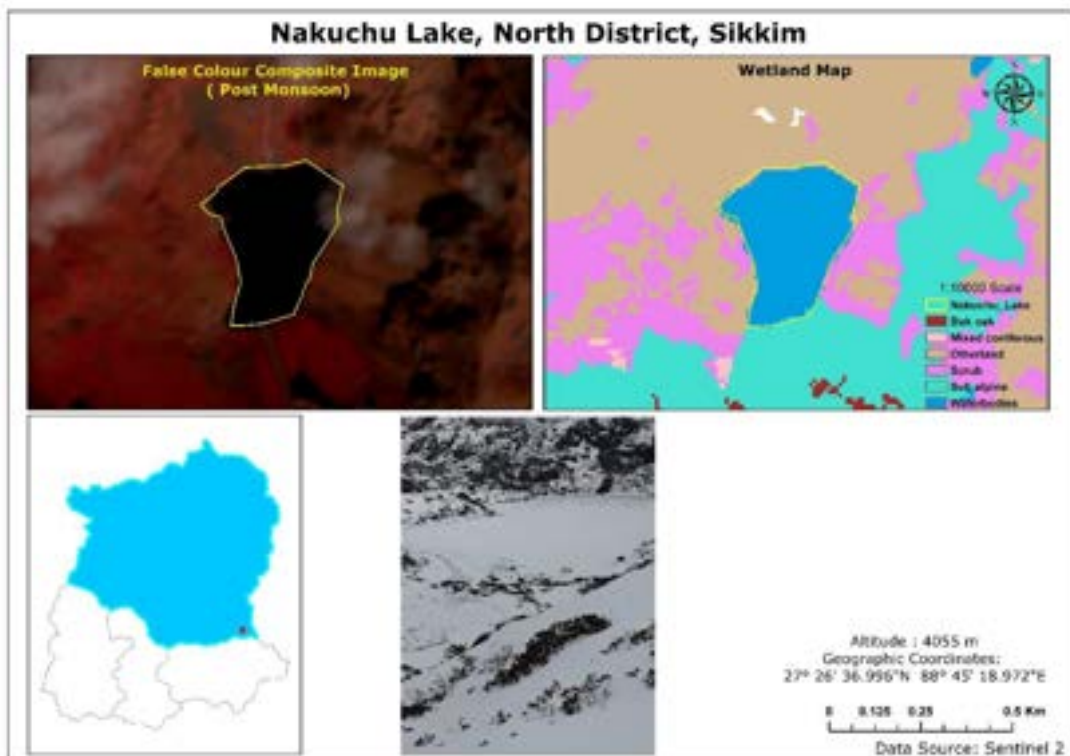 Nakuchu Lake, North District, Sikkim
False Colour Composite Image
( Post Monsoon)
Wetland Map
N
S
1:10000 Scale
Nakuchu_Lake
Buk oak
Mixed coniferous
Otherland
Scrub
Sub alpine
Waterbodies
Altitude : 4055 m
Geographic Coordinates:
27° 26' 36.996"N 88° 45' 18.972"E
0 0.125 0.25 0.5 Km
Data Source: Sentinel 2